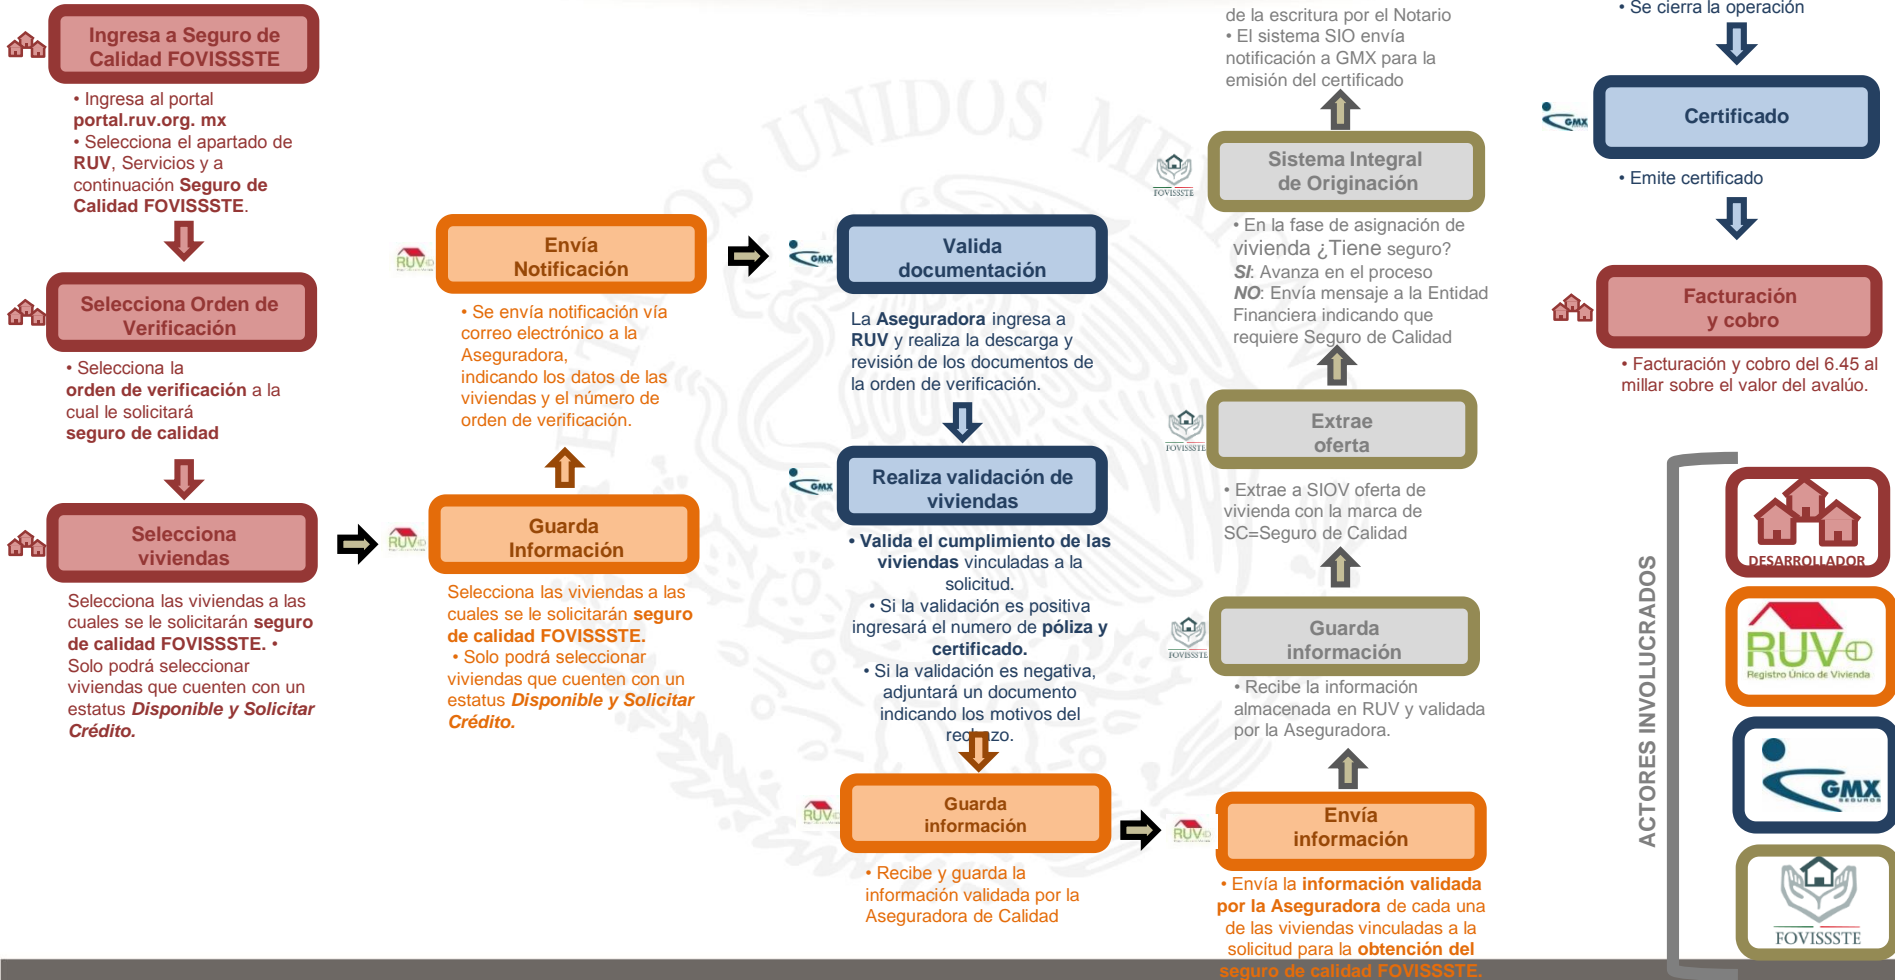 Ingresa a Seguro de
Calidad FOVISSSTE
• Ingresa al portal
portal.ruv.org. mx
• Selecciona el apartado de
RUV, Servicios y a
continuación Seguro de
Calidad FOVISSSTE.
Selecciona Orden de
Verificación
• Selecciona la
orden de verificación a la
cual le solicitará
seguro de calidad
Selecciona
viviendas
Selecciona las viviendas a las
cuales se le solicitarán seguro
de calidad FOVISSSTE. •
Solo podrá seleccionar
viviendas que cuenten con un
estatus Disponible y Solicitar
Crédito.
RUV
Envía
Notificación
• Se envía notificación vía
correo electrónico a la
Aseguradora,
indicando los datos de las
viviendas y el número de
orden de verificación.
RUV
Guarda
Información
Selecciona las viviendas a las
cuales se le solicitarán seguro
de calidad FOVISSSTE.
• Solo podrá seleccionar
viviendas que cuenten con un
estatus Disponible y Solicitar
Crédito.
GMX
Valida
documentación
La Aseguradora ingresa a
RUV y realiza la descarga y
revisión de los documentos de
la orden de verificación.
GMX
Realiza validación de
viviendas
• Valida el cumplimiento de las
viviendas vinculadas a la
solicitud.
• Si la validación es positiva
ingresará el numero de póliza y
certificado.
• Si la validación es negativa,
adjuntará un documento
indicando los motivos del
rechazo.
RUV
Guarda
información
• Recibe y guarda la
información validada por la
Aseguradora de Calidad
de la escritura por el Notario
• El sistema SIO envía
notificación a GMX para la
emisión del certificado
FOVISSSTE
Sistema Integral
de Originación
• En la fase de asignación de
vivienda ¿Tiene seguro?
SI: Avanza en el proceso
NO: Envía mensaje a la Entidad
Financiera indicando que
requiere Seguro de Calidad
FOVISSSTE
Extrae
oferta
• Extrae a SIOV oferta de
vivienda con la marca de
SC=Seguro de Calidad
FOVISSSTE
Guarda
información
• Recibe la información
almacenada en RUV y validada
por la Aseguradora.
RUV
Envía
información
• Envía la información validada
por la Aseguradora de cada una
de las viviendas vinculadas a la
solicitud para la obtención del
seguro de calidad FOVISSSTE.
• Se cierra la operación
GMX
Certificado
• Emite certificado
Facturación
y cobro
• Facturación y cobro del 6.45 al
millar sobre el valor del avalúo.
ACTORES INVOLUCRADOS
DESARROLLADOR
RUV
Registro Único de Vivienda
GMX
SEGUROS
FOVISSSTE
UNIDOS MEX